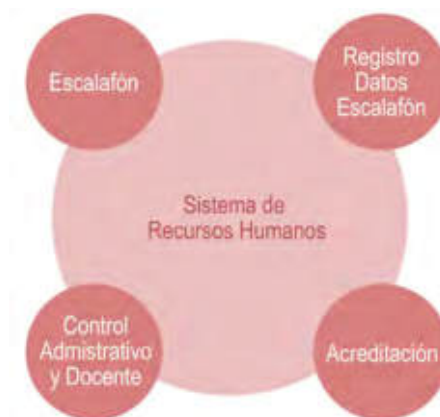 Escalafón
Registro
Datos
Escalafón
Sistema de
Recursos Humanos
Control
Admistrativo
y Docente
Acreditación